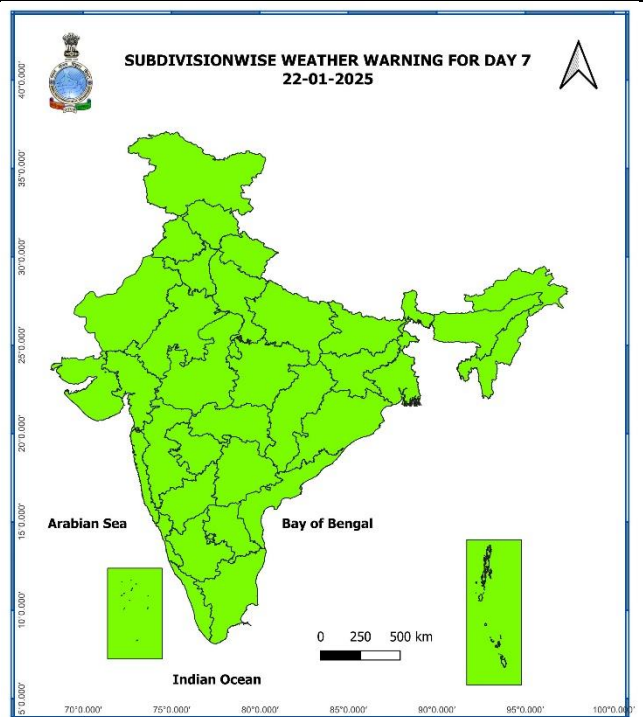 SUBDIVISIONWISE WEATHER WARNING FOR DAY 7
22-01-2025
40°0.000'
35°0.000'
30°0.000'
25°0.000'
20°0.000'
15°0.000'
10°0.000'
5°0.000'
Arabian Sea
Bay of Bengal
0 250 500 km
Indian Ocean
70°0.000' 75°0.000' 80°0.000' 85°0.000' 90°0.000' 95°0.000' 100°0.000'